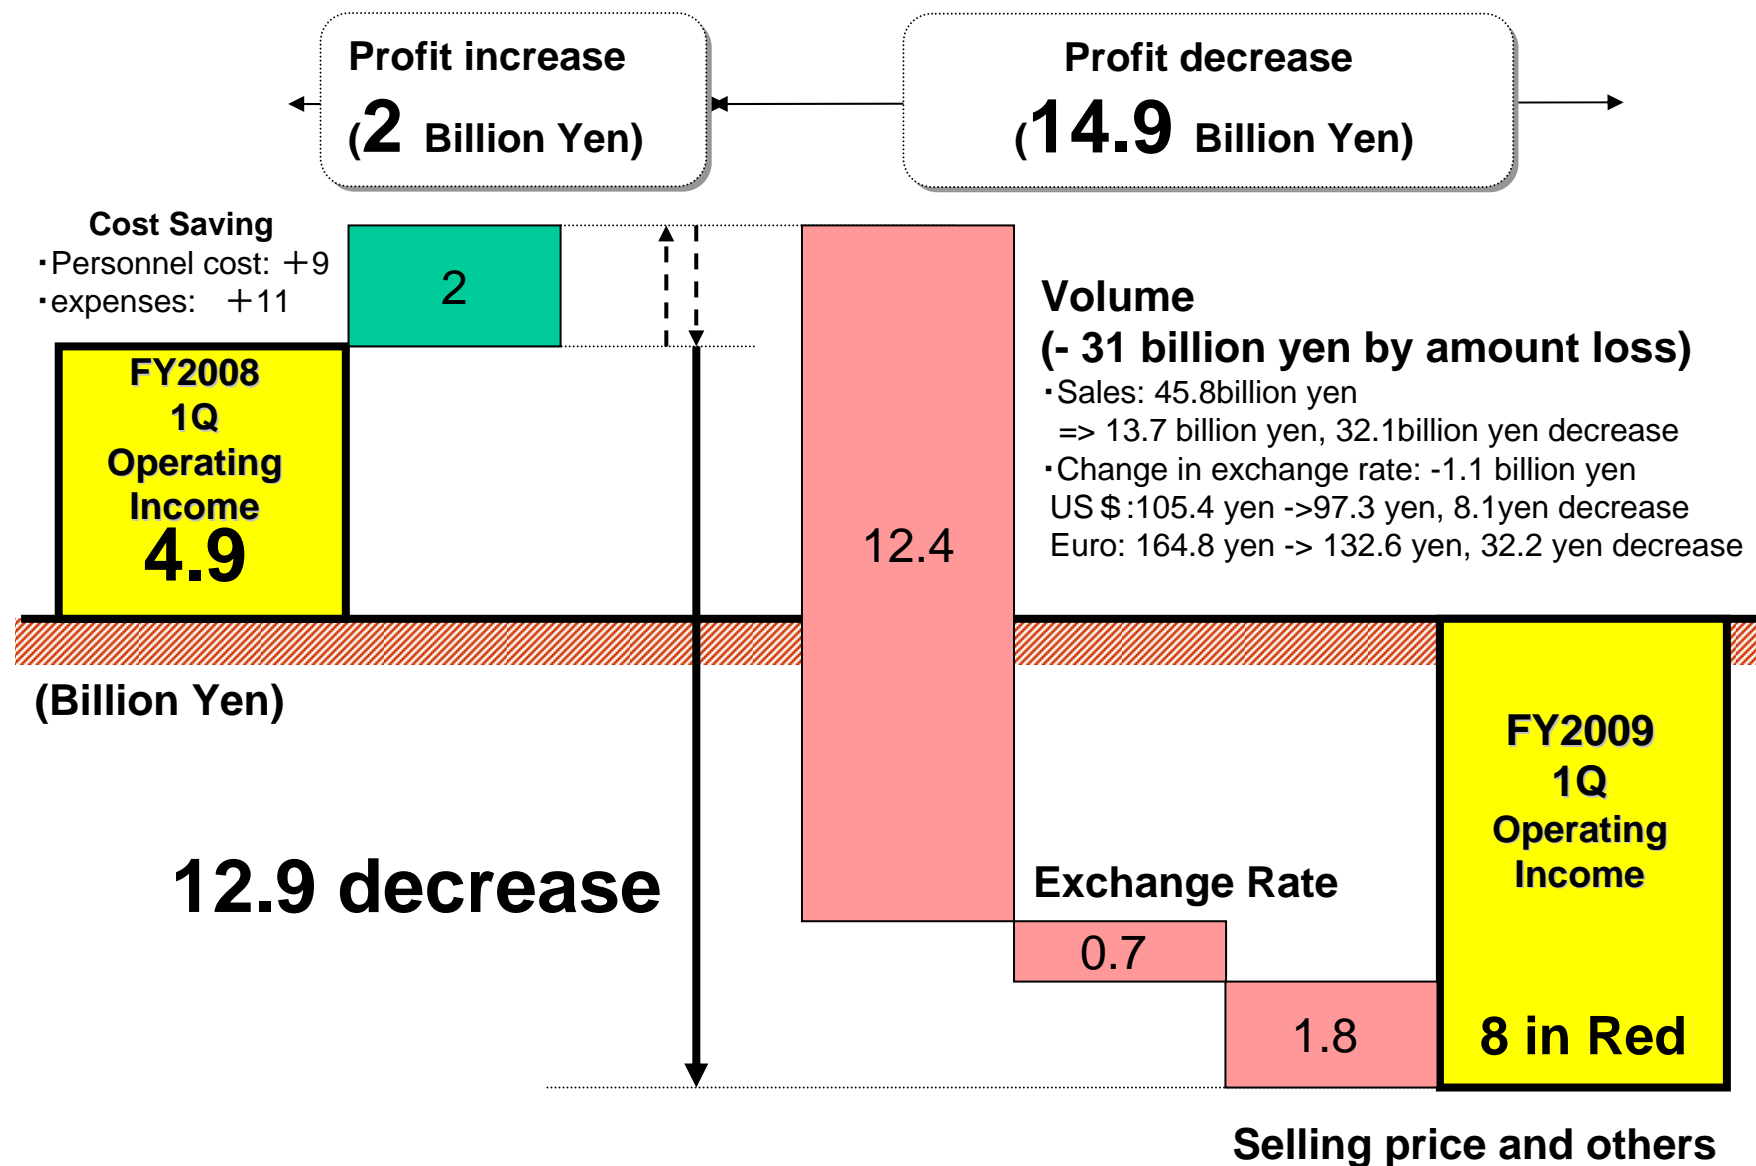 Profit increase
(2 Billion Yen)
Profit decrease
(14.9 Billion Yen)
Cost Saving
・Personnel cost: ＋9
・expenses: ＋11
2
FY2008
1Q
Operating
Income
4.9
12.4
Volume
(- 31 billion yen by amount loss)
・Sales: 45.8billion yen
=> 13.7 billion yen, 32.1billion yen decrease
・Change in exchange rate: -1.1 billion yen
US＄:105.4 yen ->97.3 yen, 8.1yen decrease
Euro: 164.8 yen -> 132.6 yen, 32.2 yen decrease
(Billion Yen)
12.9 decrease
Exchange Rate
0.7
1.8
FY2009
1Q
Operating
Income
8 in Red
Selling price and others